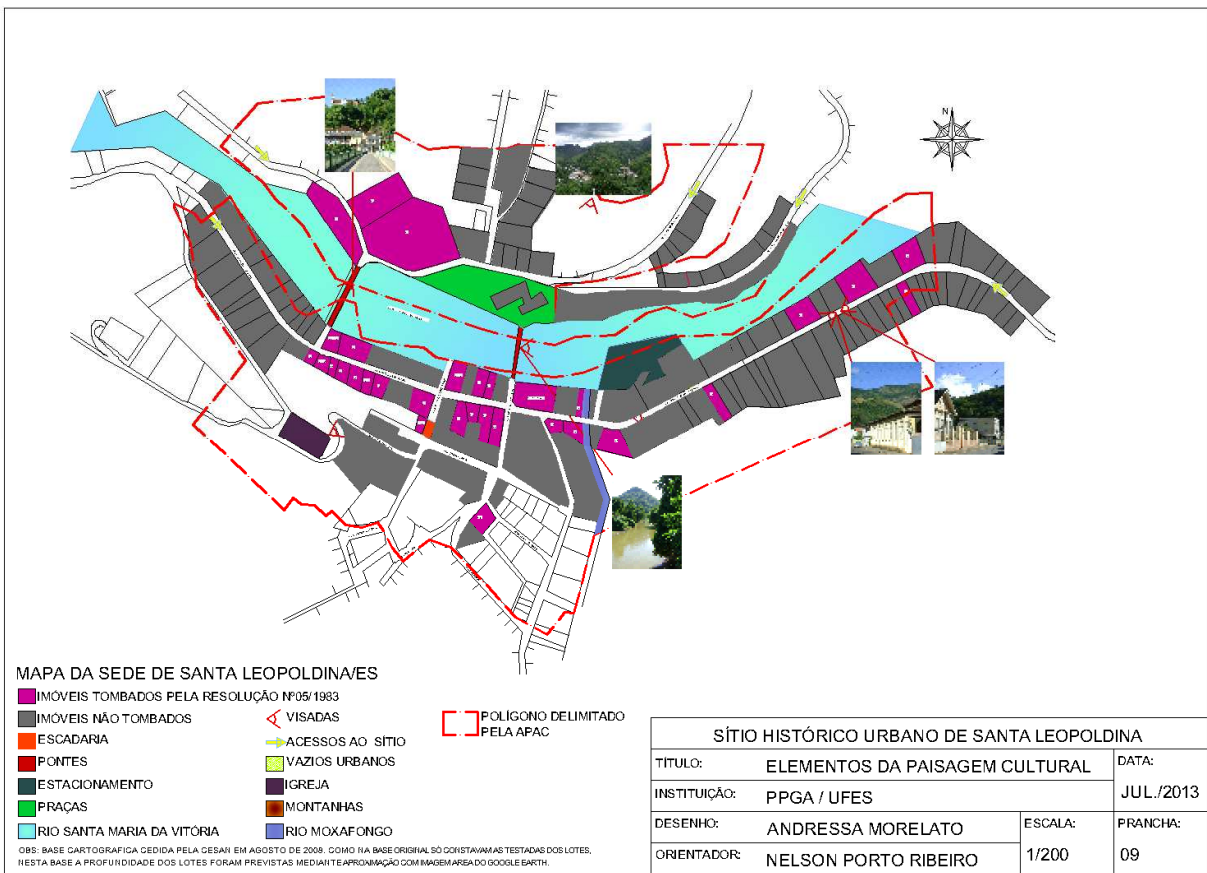 N
MAPA DA SEDE DE SANTA LEOPOLDINA/ES
IMÓVEIS TOMBADOS PELA RESOLUÇÃO Nº05/1983
IMÓVEIS NÃO TOMBADOS
ESCADARIA
PONTES
ESTACIONAMENTO
PRAÇAS
RIO SANTA MARIA DA VITÓRIA
VISADAS
ACESSOS AO SÍTIO
VAZIOS URBANOS
IGREJA
MONTANHAS
RIO MOXAFONGO
POLÍGONO DELIMITADO
PELA APAC
OBS: BASE CARTOGRAFICA CEDIDA PELA CESAN EM AGOSTO DE 2009. COMO NA BASE ORIGINAL SÓ CONSTAVAM AS TESTADAS DOS LOTES,
NESTA BASE A PROFUNDIDADE DOS LOTES FORAM PREVISTAS MEDIANTE APROXIMAÇÃO COM IMAGEM AREA DO GOOGLE EARTH.
SÍTIO HISTÓRICO URBANO DE SANTA LEOPOLDINA
TÍTULO: ELEMENTOS DA PAISAGEM CULTURAL
DATA:
JUL./2013
INSTITUIÇÃO: PPGA / UFES
DESENHO: ANDRESSA MORELATO
ESCALA:
1/200
PRANCHA:
09
ORIENTADOR: NELSON PORTO RIBEIRO